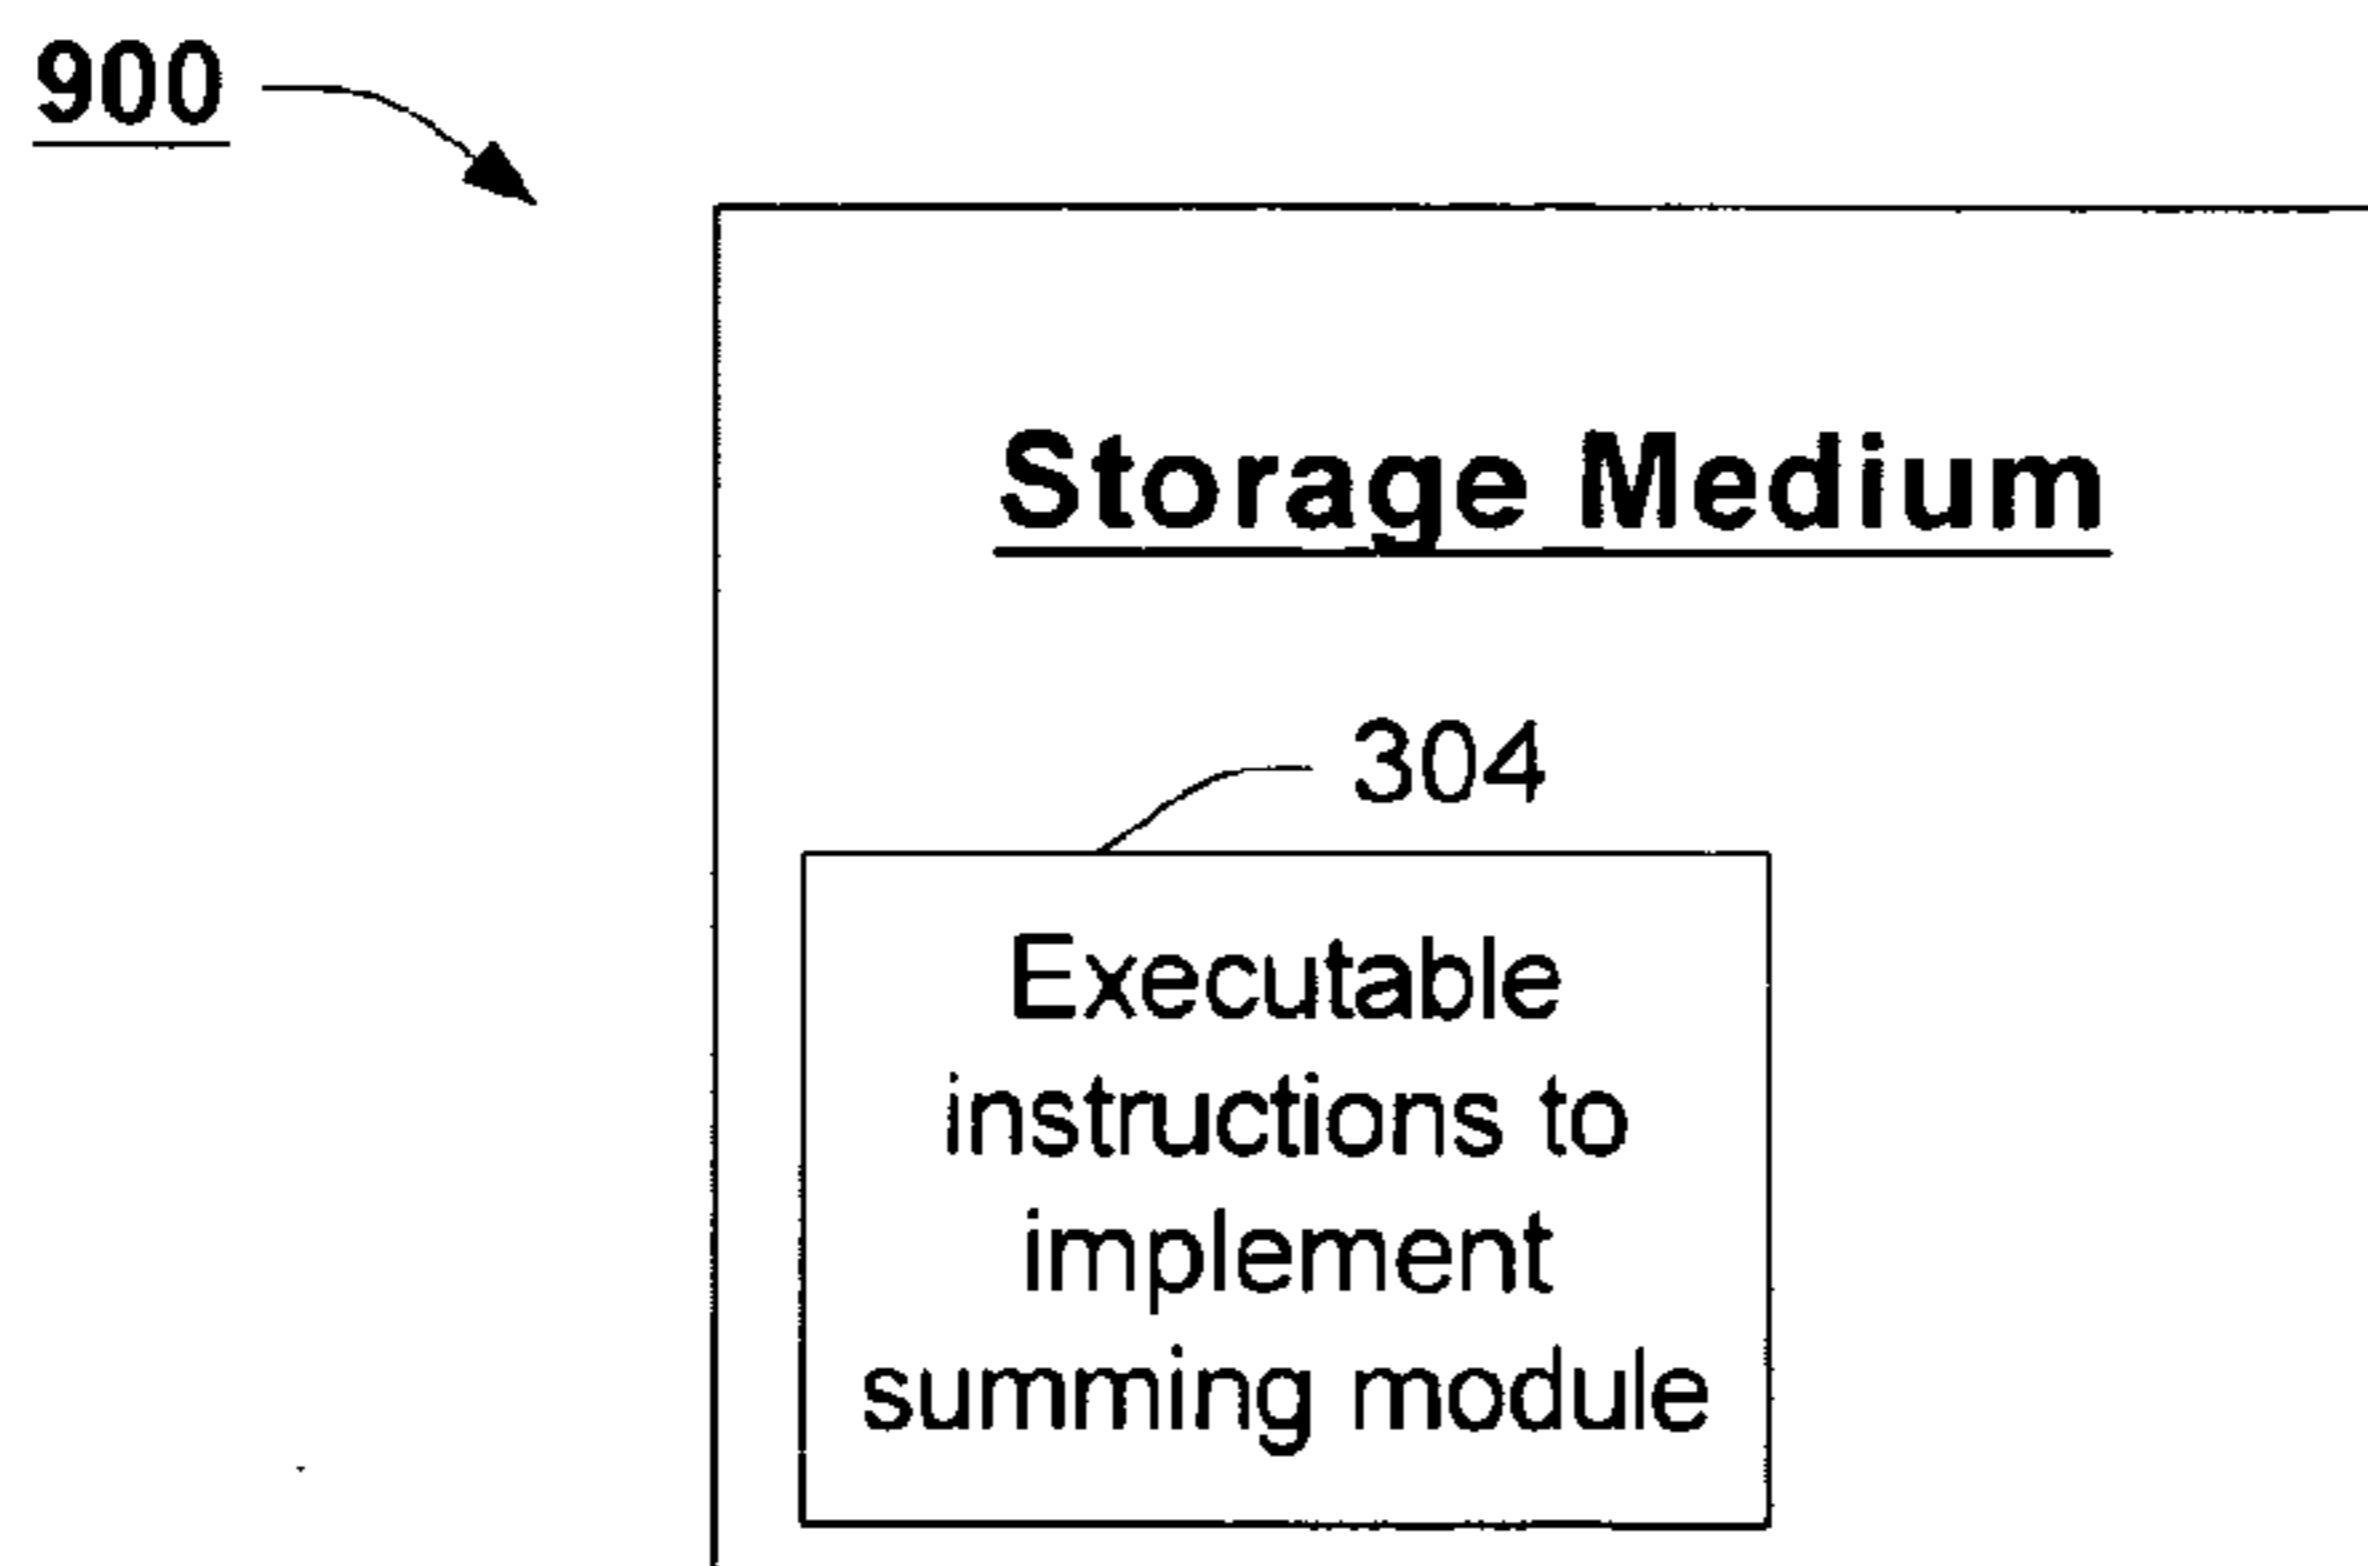 900
Storage Medium
304
Executable
instructions to
implement
summing module